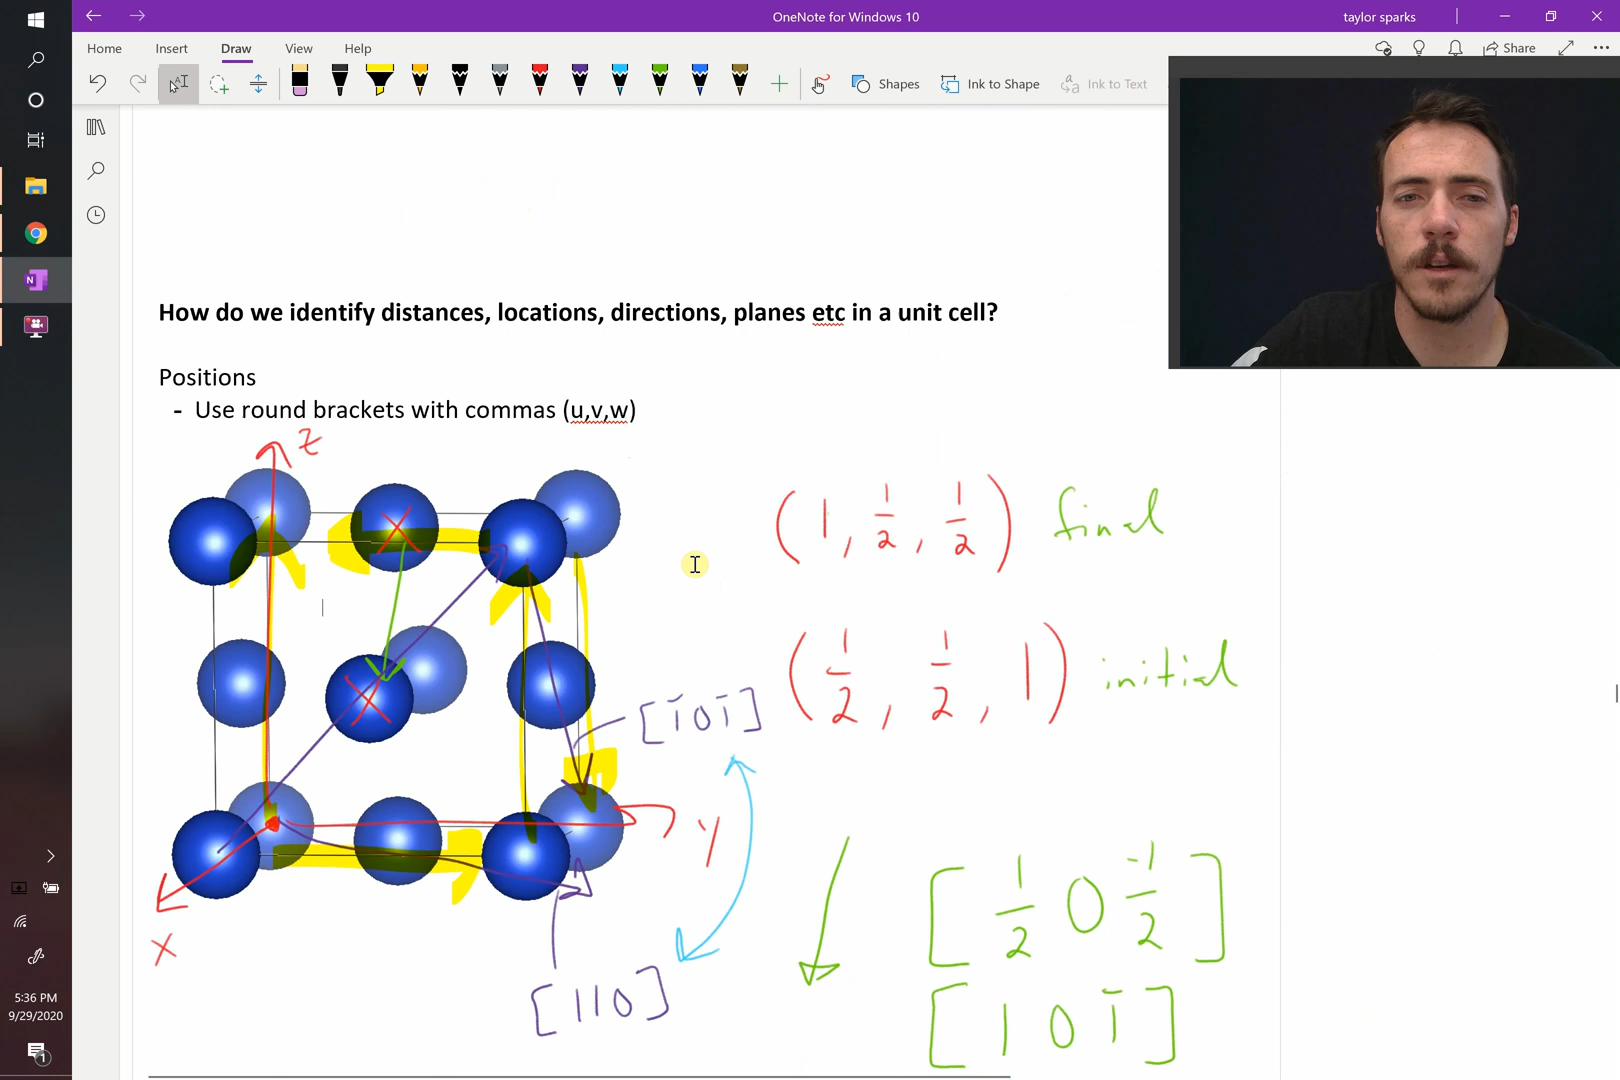 OneNote for Windows 10
taylor sparks
Home Insert Draw View Help
Share
Shapes Ink to Shape Ink to Text
How do we identify distances, locations, directions, planes etc in a unit cell?
Positions
- Use round brackets with commas (u,v,w)
z
(1, 1/2, 1/2) final
(1/2, 1/2, 1) initial
[1̄01̄]
y
x
[1/2 0 -1/2]
[110]
[1 0 1̄]
5:36 PM
9/29/2020
1